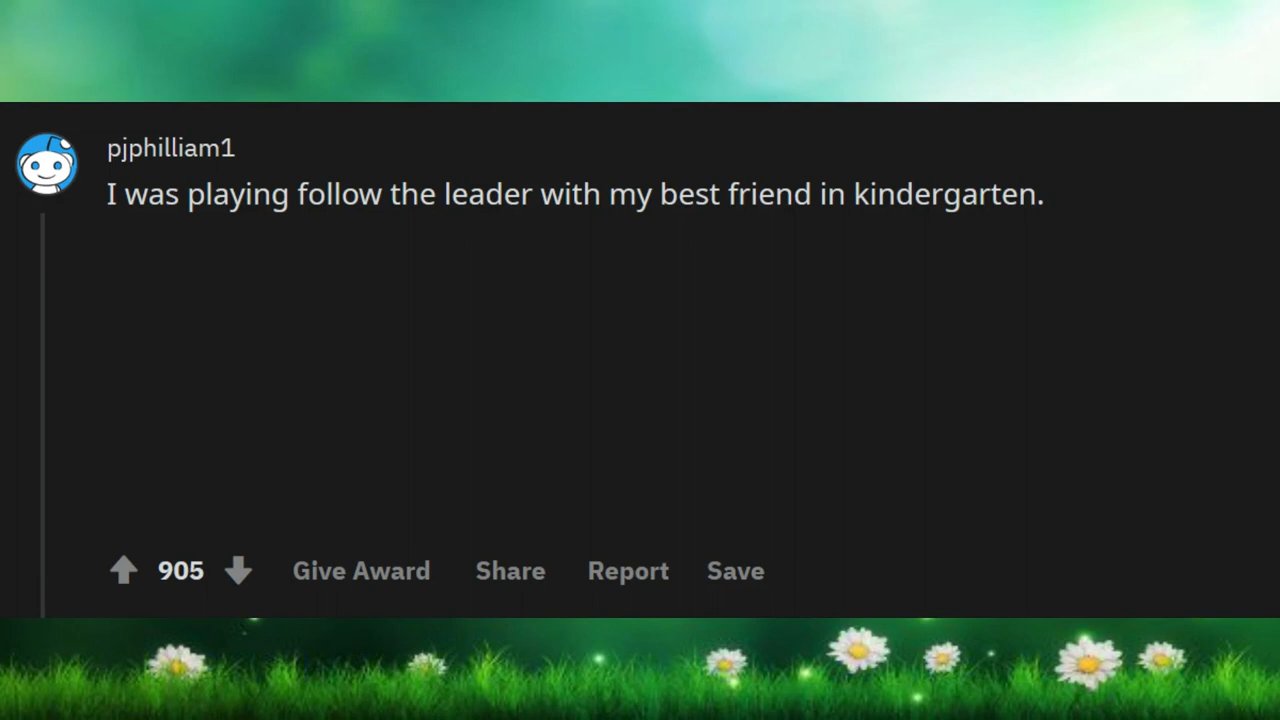 pjphilliam1
I was playing follow the leader with my best friend in kindergarten.
905 Give Award Share Report Save